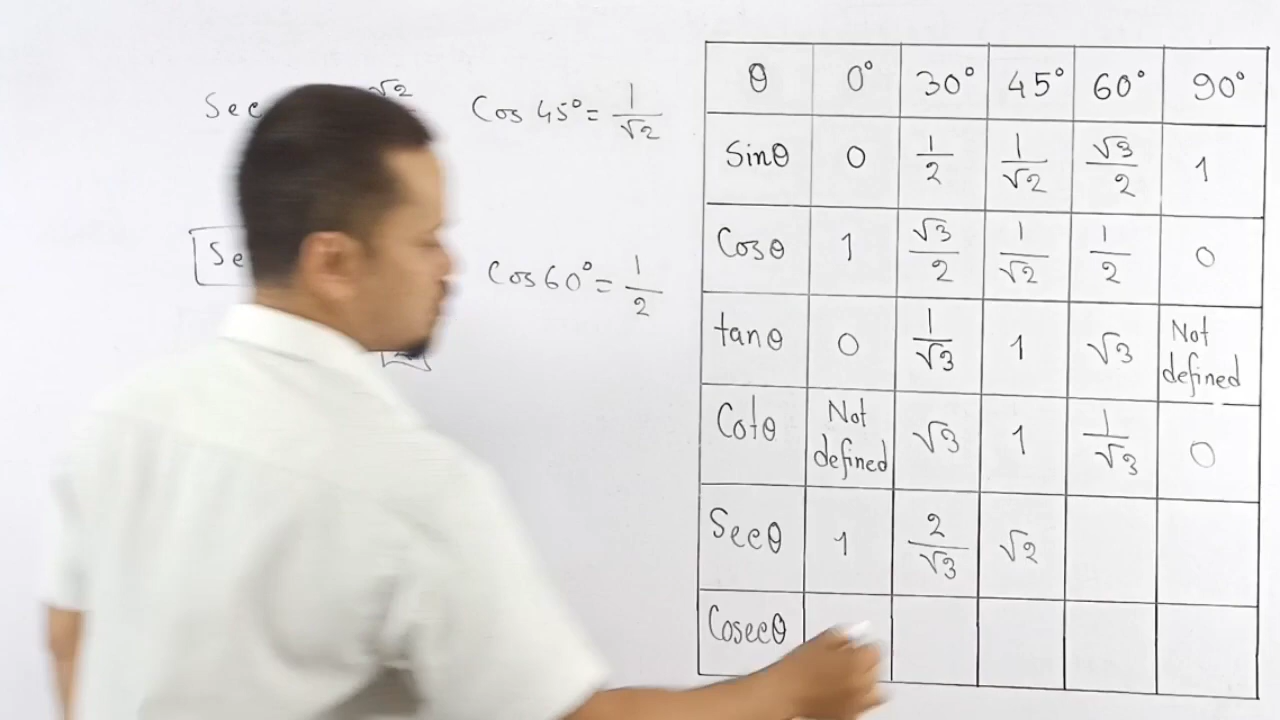 Sec √2 Cos 45° = 1/√2
Se Cos 60° = 1/2
θ 0° 30° 45° 60° 90°
Sinθ 0 1/2 1/√2 √3/2 1
Cosθ 1 √3/2 1/√2 1/2 0
tanθ 0 1/√3 1 √3 Not defined
Cotθ Not defined √3 1 1/√3 0
Secθ 1 2/√3 √2
Cosecθ